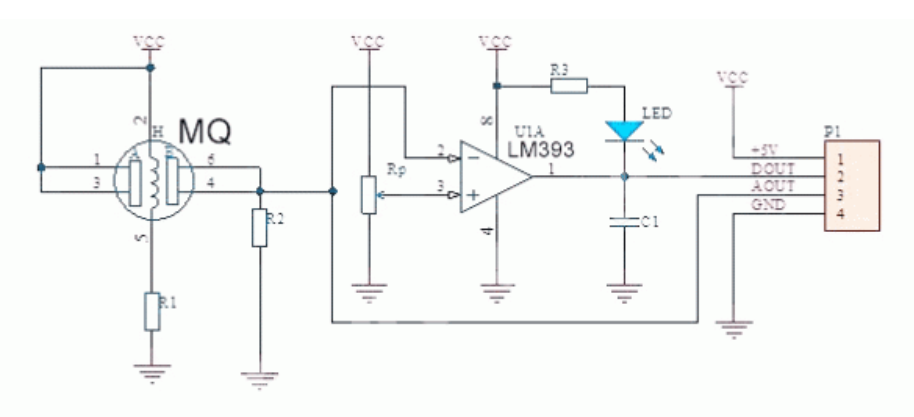 VCC
VCC
VCC
R3
VCC
2
H
MQ
8
U1A
LED
P1
LM393
1
A
B
6
2
−
+5V
1
3
4
Rp
3
+
1
DOUT
2
AOUT
3
GND
4
R2
5
4
C1
R1